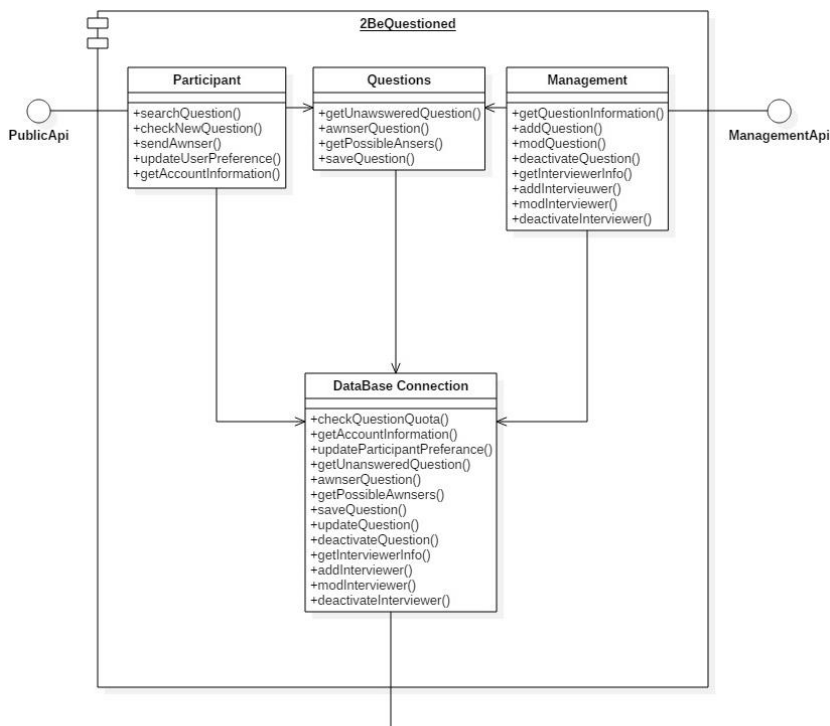 2BeQuestioned
Participant
+searchQuestion()
+checkNewQuestion()
+sendAwnser()
+updateUserPreference()
+getAccountInformation()
Questions
+getUnawsweredQuestion()
+awnserQuestion()
+getPossibleAnsers()
+saveQuestion()
Management
+getQuestionInformation()
+addQuestion()
+modQuestion()
+deactivateQuestion()
+getInterviewerInfo()
+addIntervieuwer()
+modInterviewer()
+deactivateInterviewer()
PublicApi
ManagementApi
DataBase Connection
+checkQuestionQuota()
+getAccountInformation()
+updateParticipantPreferance()
+getUnansweredQuestion()
+awnserQuestion()
+getPossibleAwnsers()
+saveQuestion()
+updateQuestion()
+deactivateQuestion()
+getInterviewerInfo()
+addInterviewer()
+modInterviewer()
+deactivateInterviewer()